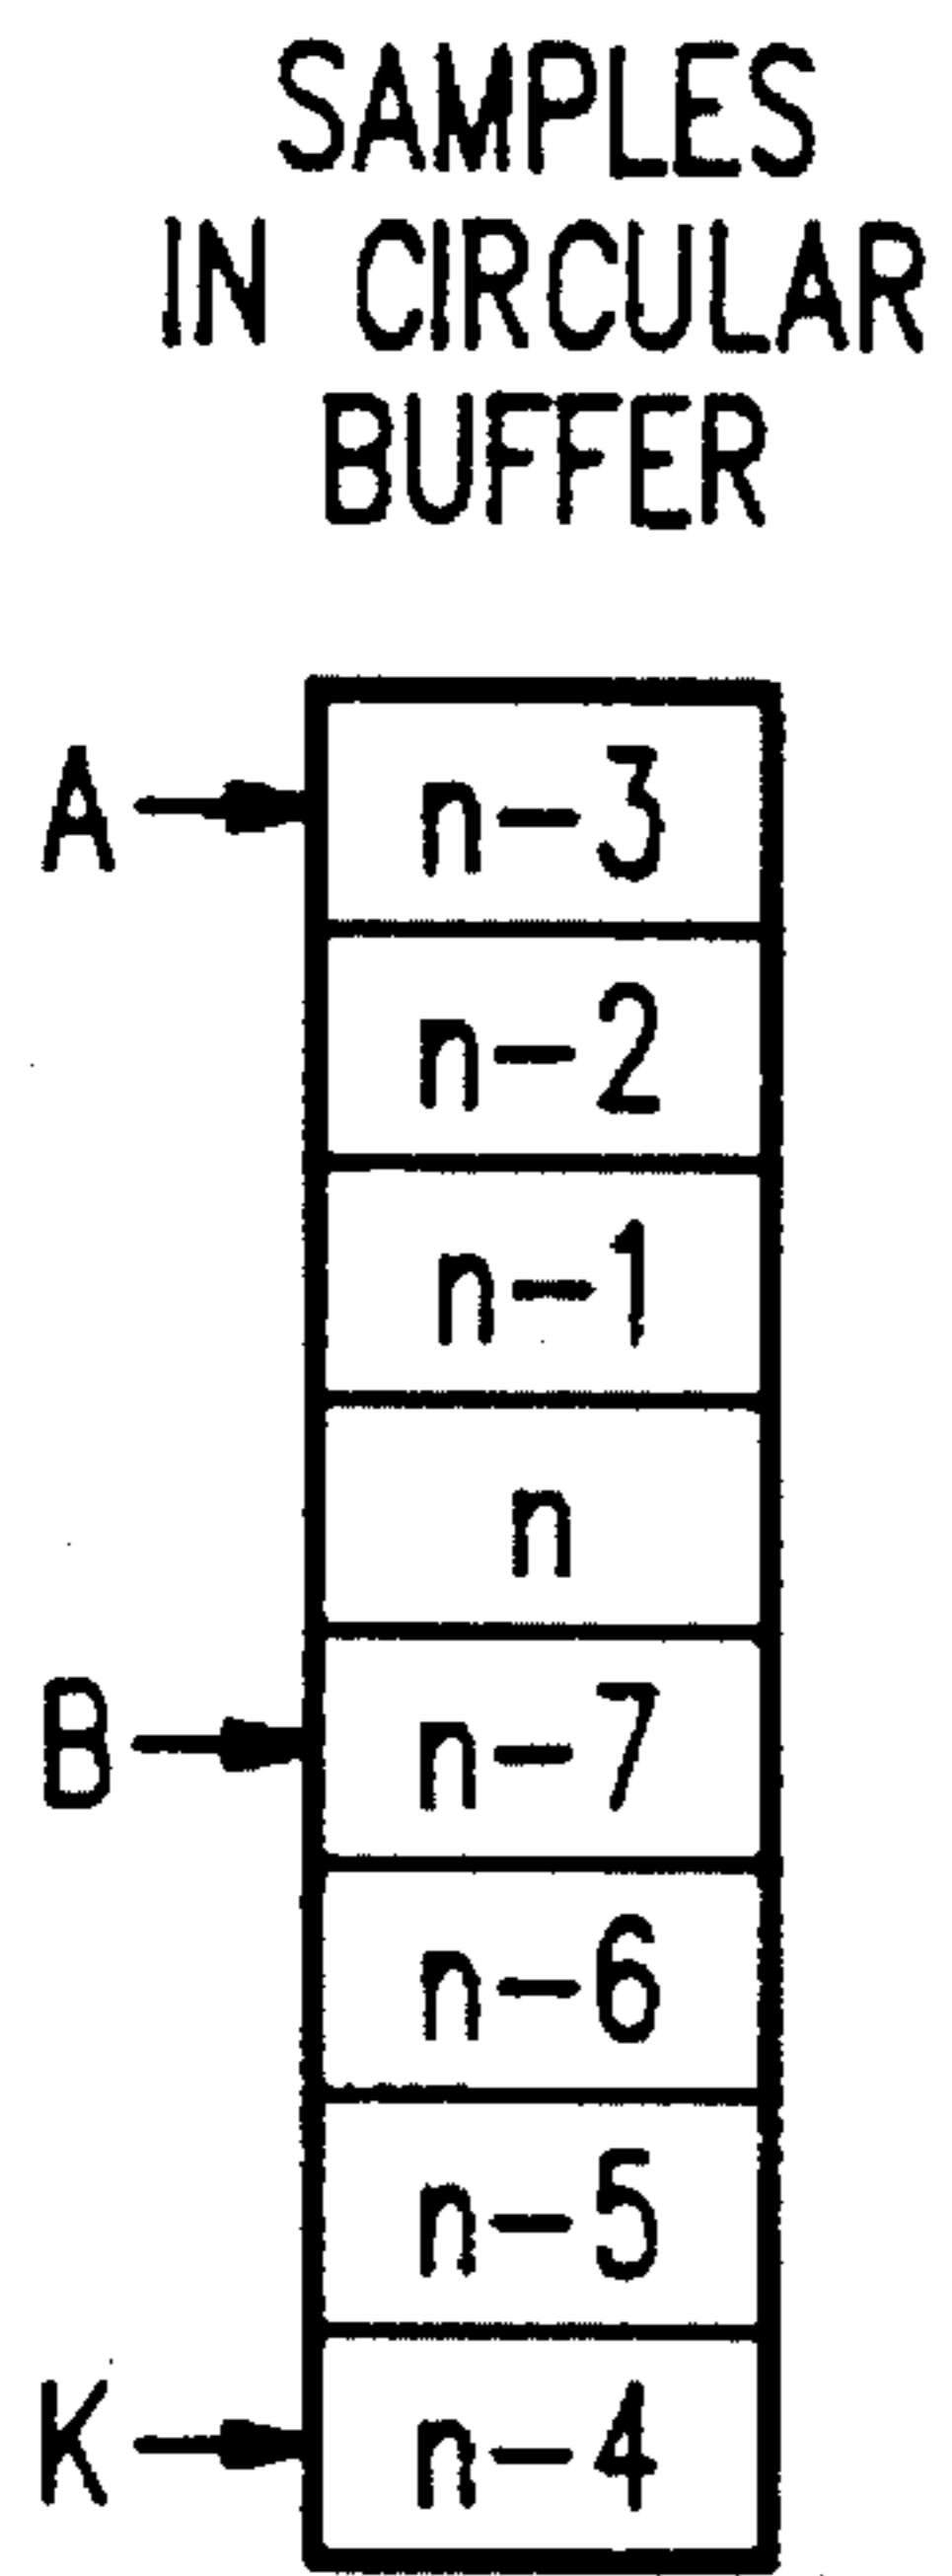 SAMPLES
IN CIRCULAR
BUFFER
A n-3
n-2
n-1
n
B n-7
n-6
n-5
K n-4